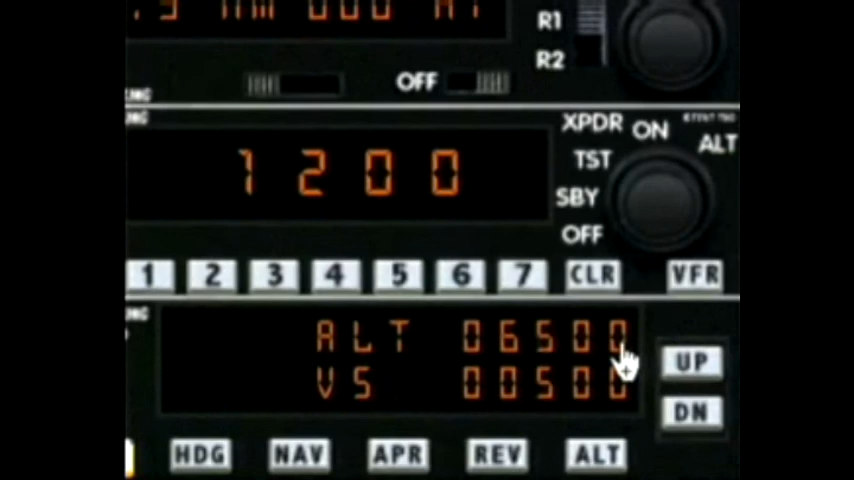 R1
R2
OFF
XPDR ON ALT
TST
SBY
OFF
1 2 0 0
1 2 3 4 5 6 7 CLR VFR
ALT 06500
VS 00500
UP
DN
HDG NAV APR REV ALT